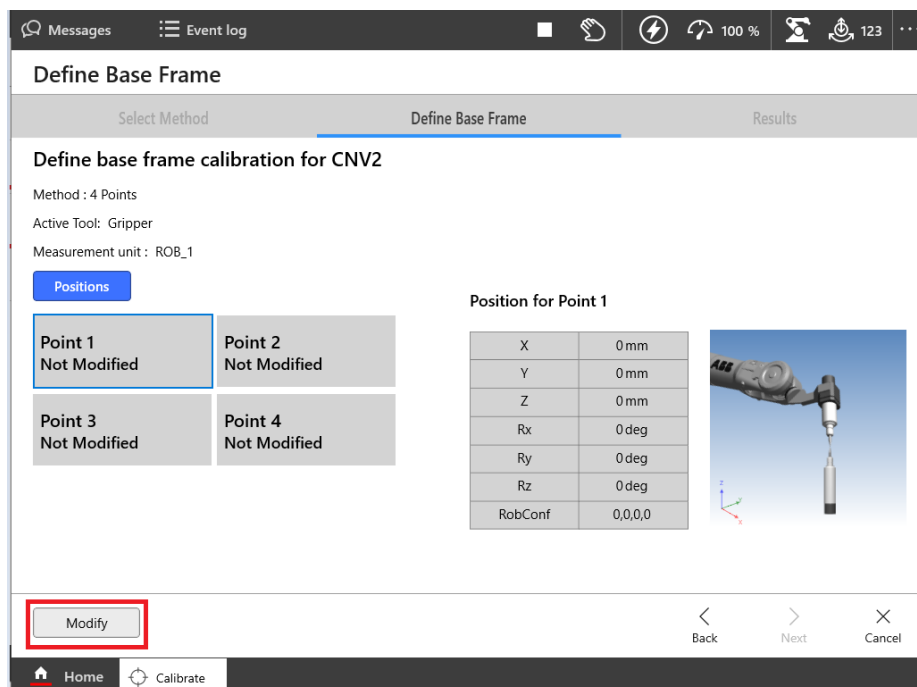 Messages
Event log
100 %
123
Define Base Frame
Select Method
Define Base Frame
Results
Define base frame calibration for CNV2
Method : 4 Points
Active Tool: Gripper
Measurement unit : ROB_1
Positions
Point 1
Not Modified
Point 2
Not Modified
Point 3
Not Modified
Point 4
Not Modified
Position for Point 1
X 0 mm
Y 0 mm
Z 0 mm
Rx 0 deg
Ry 0 deg
Rz 0 deg
RobConf 0,0,0,0
ABB
z
y
x
Modify
Back
Next
Cancel
Home
Calibrate